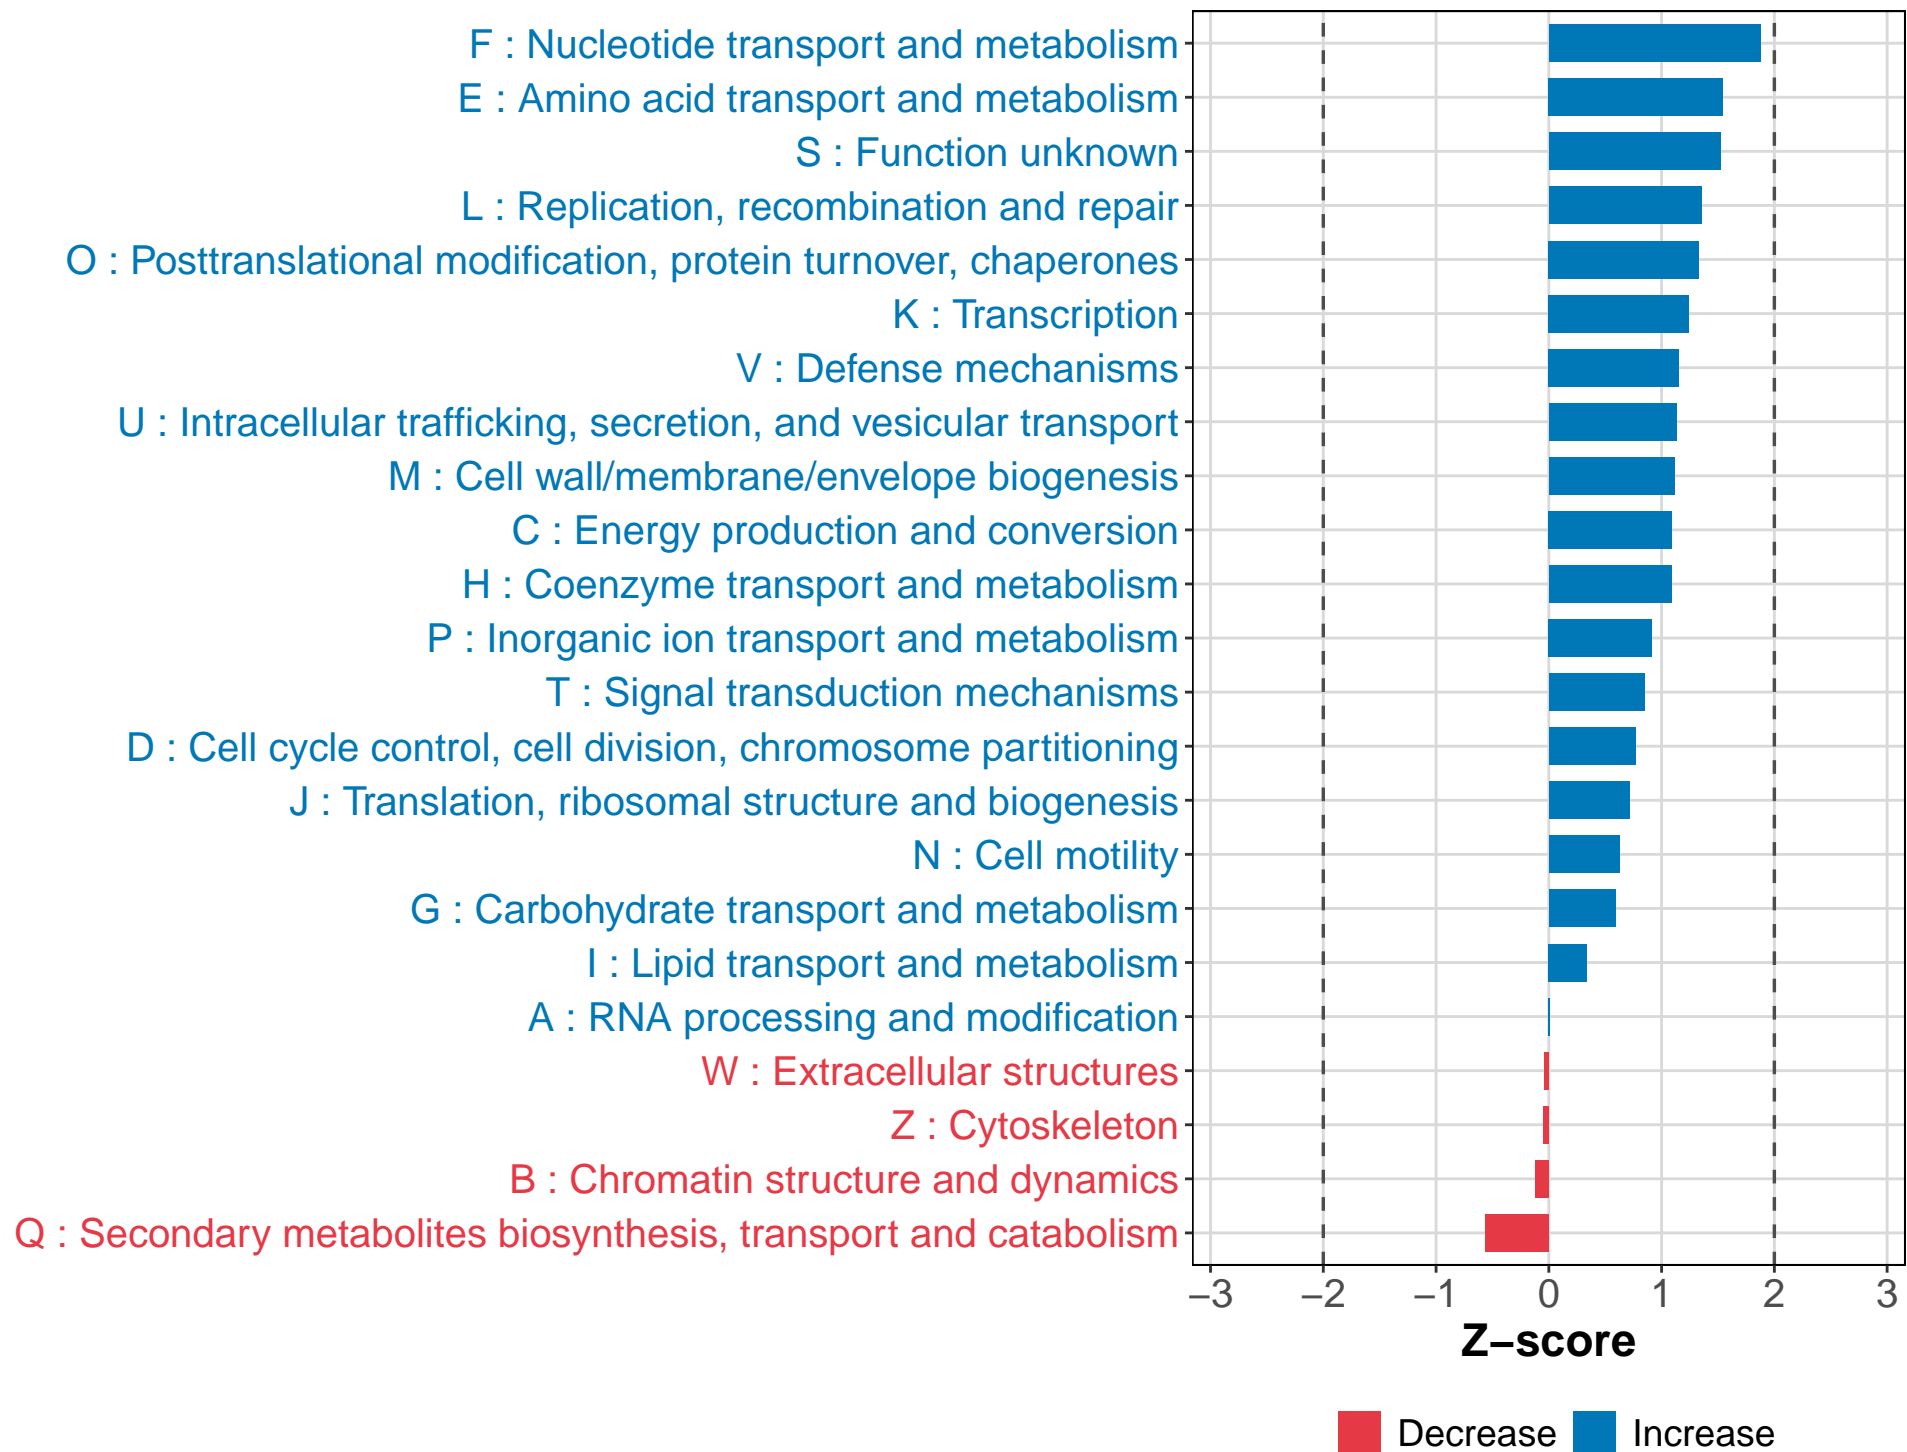 F : Nucleotide transport and metabolism
E : Amino acid transport and metabolism
S : Function unknown
L : Replication, recombination and repair
O : Posttranslational modification, protein turnover, chaperones
K : Transcription
V : Defense mechanisms
U : Intracellular trafficking, secretion, and vesicular transport
M : Cell wall/membrane/envelope biogenesis
C : Energy production and conversion
H : Coenzyme transport and metabolism
P : Inorganic ion transport and metabolism
T : Signal transduction mechanisms
D : Cell cycle control, cell division, chromosome partitioning
J : Translation, ribosomal structure and biogenesis
N : Cell motility
G : Carbohydrate transport and metabolism
I : Lipid transport and metabolism
A : RNA processing and modification
W : Extracellular structures
Z : Cytoskeleton
B : Chromatin structure and dynamics
Q : Secondary metabolites biosynthesis, transport and catabolism
−3 −2 −1 0 1 2 3
Z−score
Decrease Increase